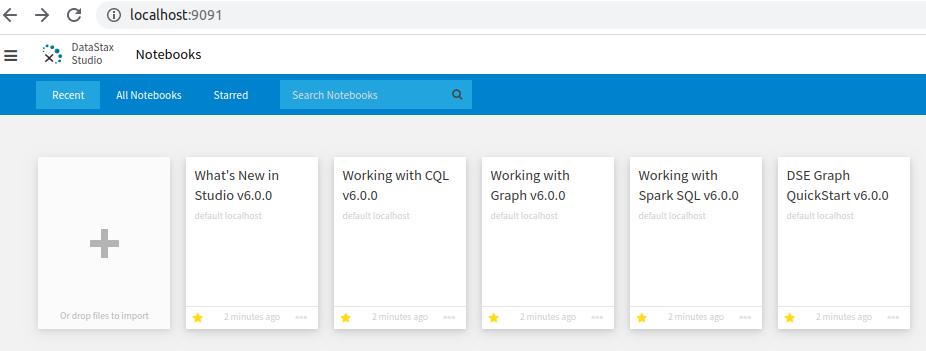 localhost:9091
DataStax
Studio
Notebooks
Recent
All Notebooks
Starred
Search Notebooks
Or drop files to import
What's New in
Studio v6.0.0
default localhost
2 minutes ago
Working with CQL
v6.0.0
default localhost
2 minutes ago
Working with
Graph v6.0.0
default localhost
2 minutes ago
Working with
Spark SQL v6.0.0
default localhost
2 minutes ago
DSE Graph
QuickStart v6.0.0
default localhost
2 minutes ago